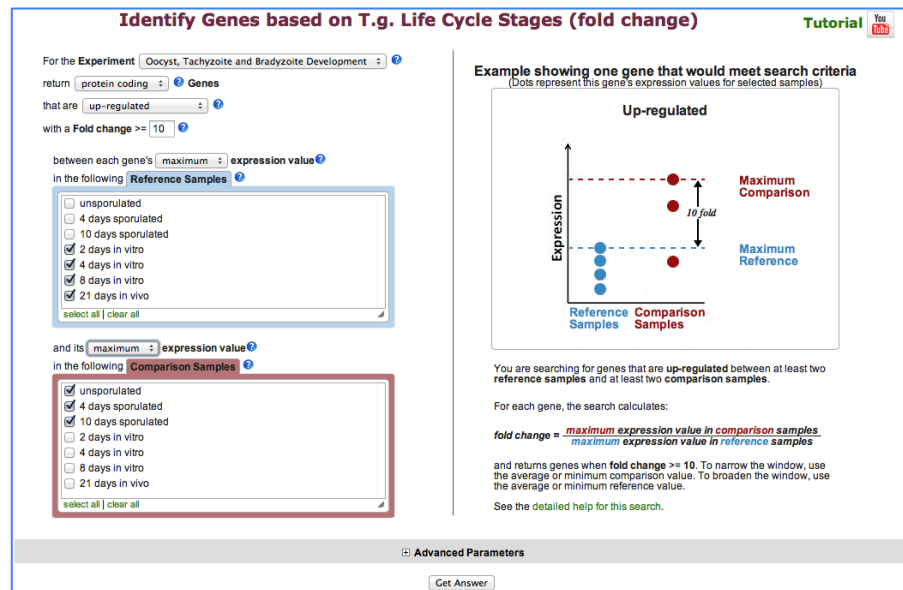 Identify Genes based on T.g. Life Cycle Stages (fold change)
Tutorial You Tube
For the Experiment Oocyst, Tachyzoite and Bradyzoite Development ?
return protein coding ? Genes
that are up-regulated ?
with a Fold change >= 10 ?
between each gene's maximum expression value ?
in the following Reference Samples ?
unsporulated
4 days sporulated
10 days sporulated
2 days in vitro
4 days in vitro
8 days in vitro
21 days in vivo
select all | clear all
and its maximum expression value ?
in the following Comparison Samples ?
unsporulated
4 days sporulated
10 days sporulated
2 days in vitro
4 days in vitro
8 days in vitro
21 days in vivo
select all | clear all
Example showing one gene that would meet search criteria
(Dots represent this gene's expression values for selected samples)
Up-regulated
Expression
Maximum
Comparison
10 fold
Maximum
Reference
Reference Comparison
Samples Samples
You are searching for genes that are up-regulated between at least two
reference samples and at least two comparison samples.
For each gene, the search calculates:
fold change = maximum expression value in comparison samples
maximum expression value in reference samples
and returns genes when fold change >= 10. To narrow the window, use
the average or minimum comparison value. To broaden the window, use
the average or minimum reference value.
See the detailed help for this search.
Advanced Parameters
Get Answer